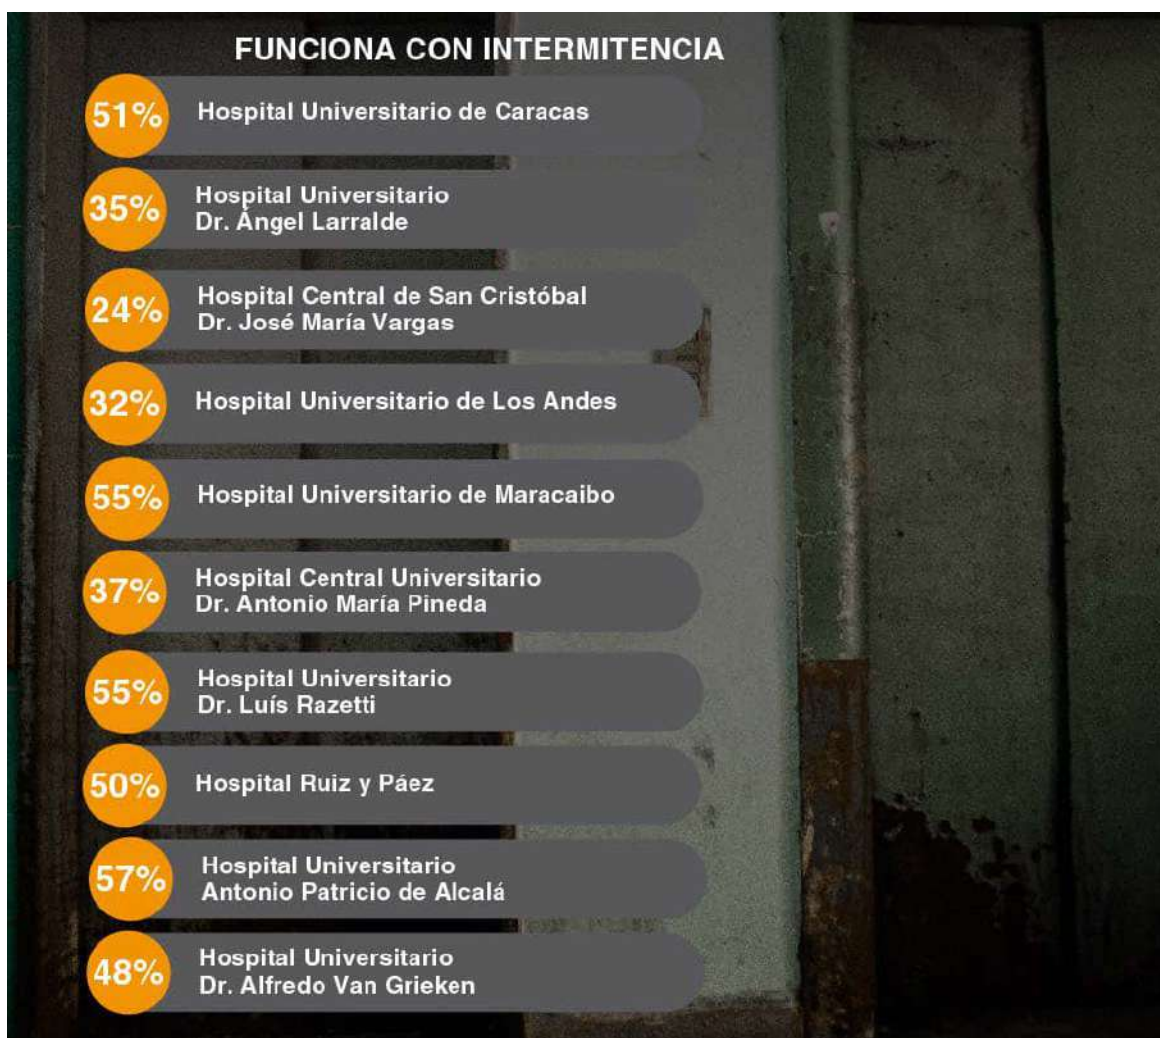 FUNCIONA CON INTERMITENCIA
51%
Hospital Universitario de Caracas
35%
Hospital Universitario
Dr. Ángel Larralde
24%
Hospital Central de San Cristóbal
Dr. José María Vargas
32%
Hospital Universitario de Los Andes
55%
Hospital Universitario de Maracaibo
37%
Hospital Central Universitario
Dr. Antonio María Pineda
55%
Hospital Universitario
Dr. Luís Razetti
50%
Hospital Ruiz y Páez
57%
Hospital Universitario
Antonio Patricio de Alcalá
48%
Hospital Universitario
Dr. Alfredo Van Grieken